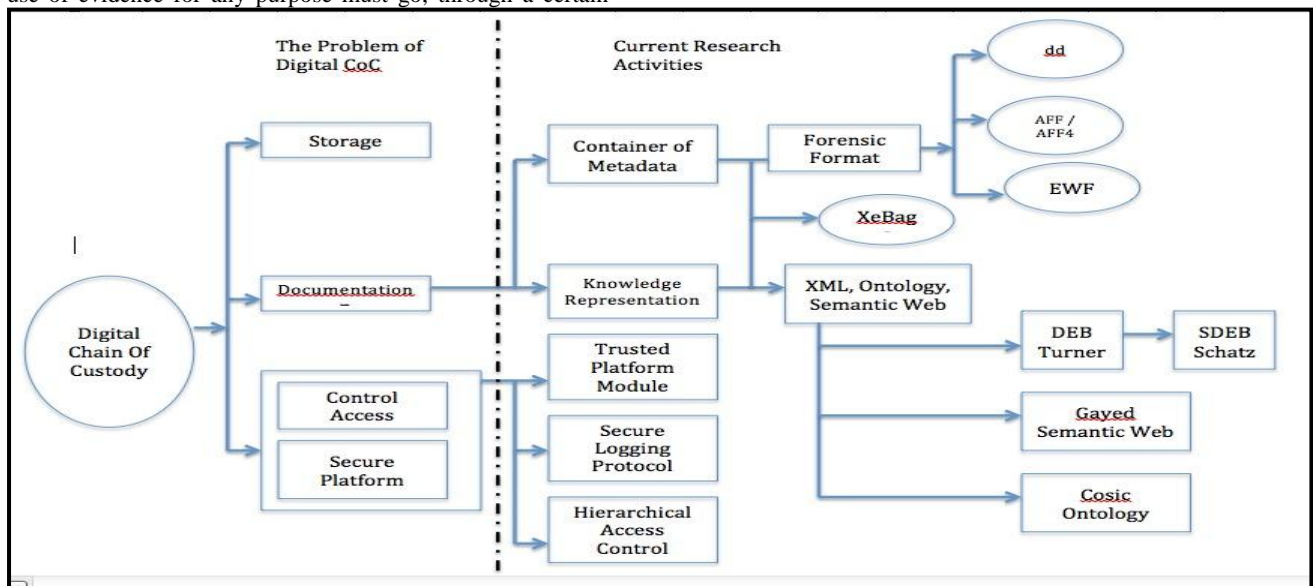 use of evidence for any purpose must go, through a certain
The Problem of
Digital CoC
Current Research
Activities
dd
AFF /
AFF4
EWF
Storage
Container of
Metadata
Forensic
Format
XeBag
Documentation
Knowledge
Representation
XML, Ontology,
Semantic Web
Digital
Chain Of
Custody
Control
Access
Secure
Platform
Trusted
Platform
Module
Secure
Logging
Protocol
Hierarchical
Access
Control
DEB
Turner
SDEB
Schatz
Gayed
Semantic Web
Cosic
Ontology